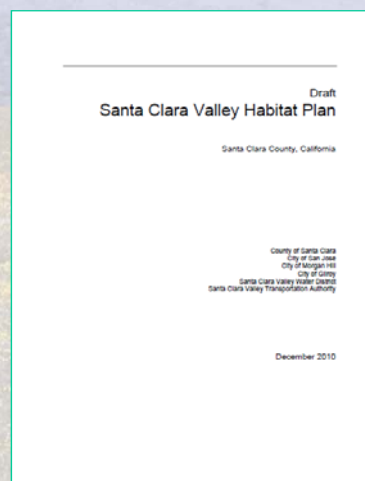 Draft
Santa Clara Valley Habitat Plan
Santa Clara County, California
County of Santa Clara
City of San Jose
City of Morgan Hill
City of Gilroy
Santa Clara Valley Water District
Santa Clara Valley Transportation Authority
December 2010